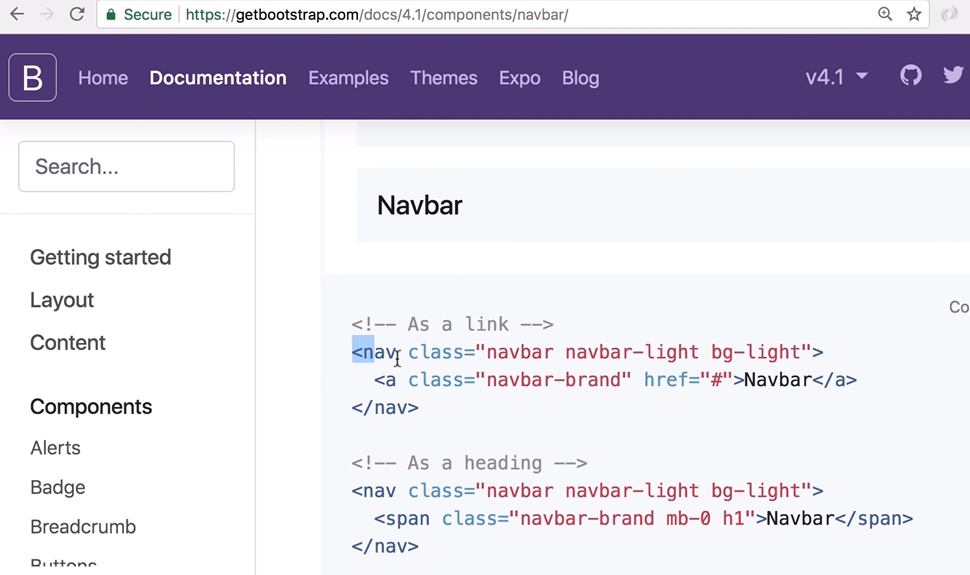 Secure https://getbootstrap.com/docs/4.1/components/navbar/
B Home Documentation Examples Themes Expo Blog v4.1
Search...
Getting started
Layout
Content
Components
Alerts
Badge
Breadcrumb
Buttons
Navbar
Co
<!-- As a link -->
<nav class="navbar navbar-light bg-light">
<a class="navbar-brand" href="#">Navbar</a>
</nav>
<!-- As a heading -->
<nav class="navbar navbar-light bg-light">
<span class="navbar-brand mb-0 h1">Navbar</span>
</nav>